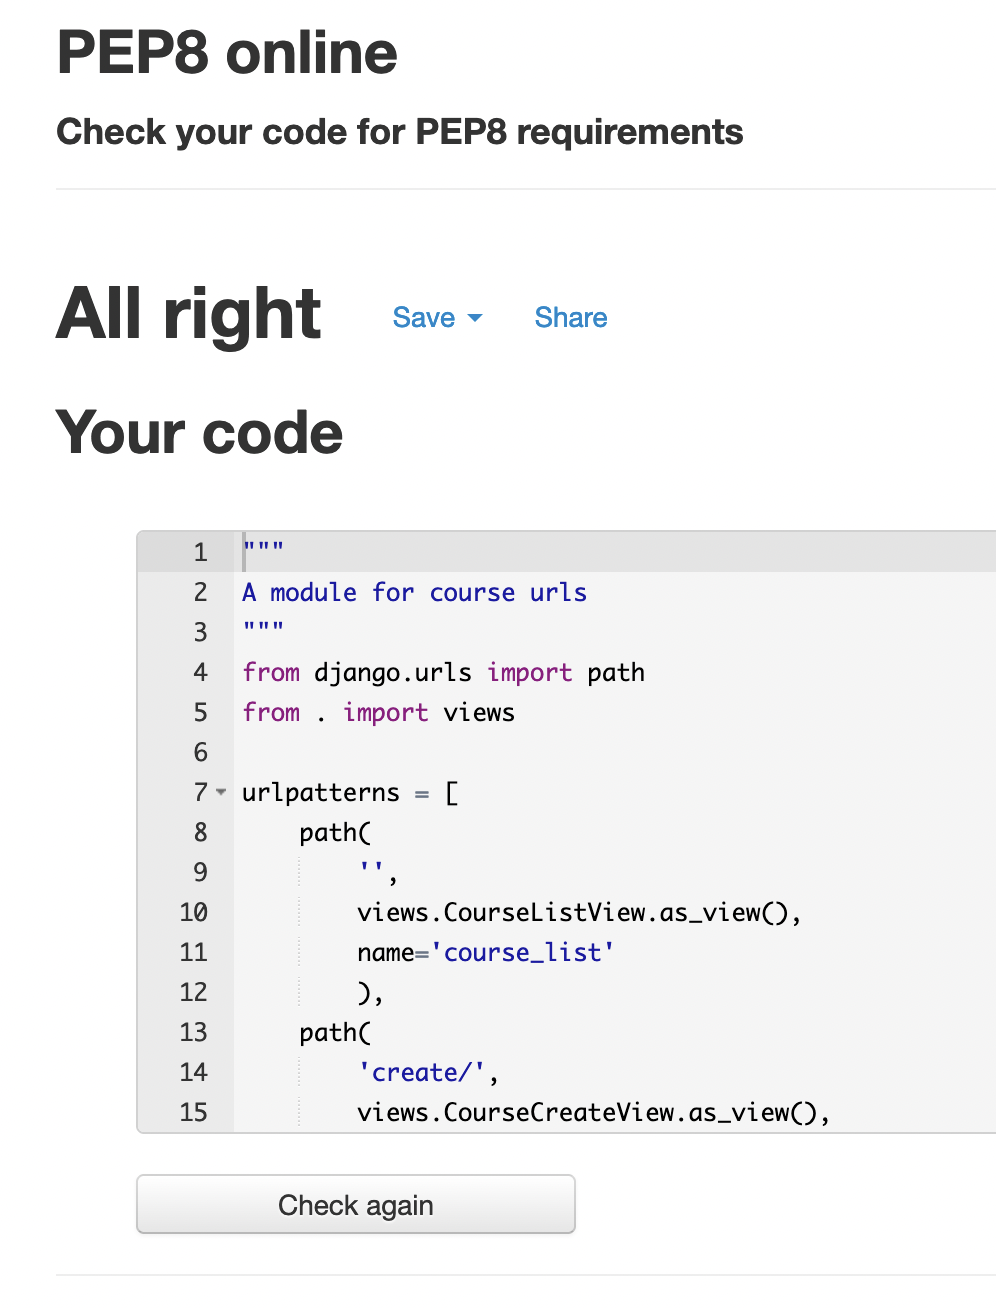 PEP8 online
Check your code for PEP8 requirements
All right Save Share
Your code
1 """
2 A module for course urls
3 """
4 from django.urls import path
5 from . import views
6
7 urlpatterns = [
8     path(
9         '',
10         views.CourseListView.as_view(),
11         name='course_list'
12         ),
13     path(
14         'create/',
15         views.CourseCreateView.as_view(),
Check again